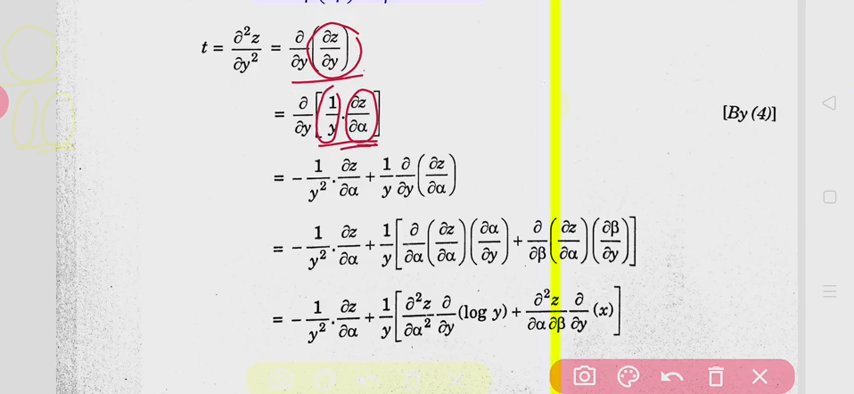 t = ∂²z/∂y² = ∂/∂y (∂z/∂y)
= ∂/∂y [1/y · ∂z/∂α] [By (4)]
= − 1/y² · ∂z/∂α + 1/y ∂/∂y (∂z/∂α)
= − 1/y² · ∂z/∂α + 1/y [∂/∂α (∂z/∂α) (∂α/∂y) + ∂/∂β (∂z/∂α) (∂β/∂y)]
= − 1/y² · ∂z/∂α + 1/y [∂²z/∂α² ∂/∂y (log y) + ∂²z/∂α ∂β ∂/∂y (x)]